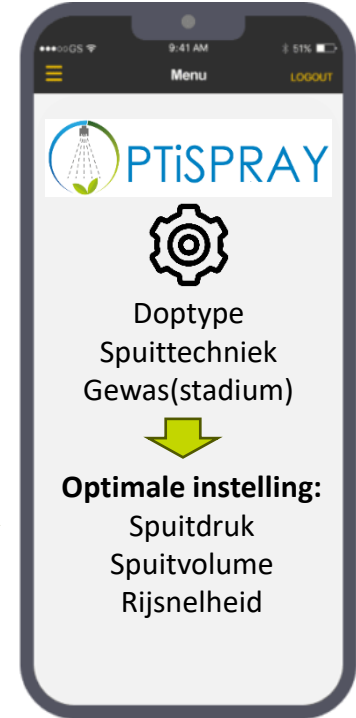 ●●●○○GS 9:41 AM 51%
Menu LOGOUT
OPTiSPRAY
Doptype
Spuittechniek
Gewas(stadium)
Optimale instelling:
Spuitdruk
Spuitvolume
Rijsnelheid